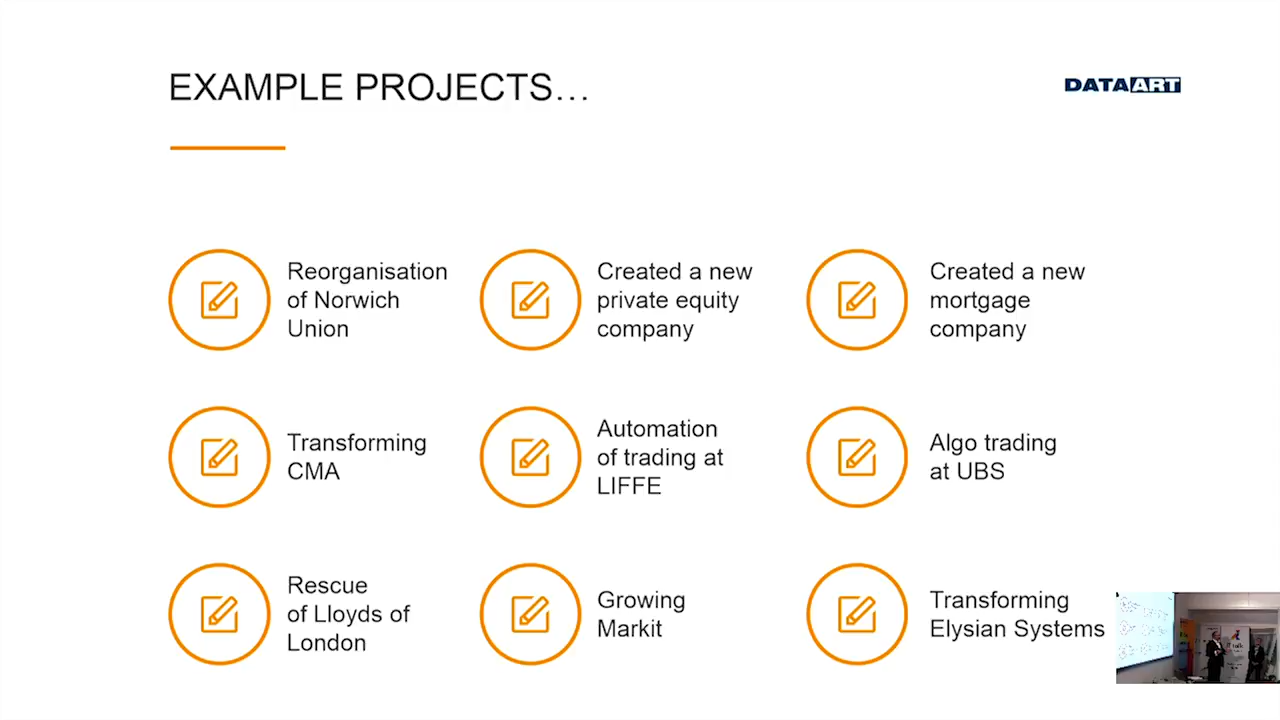 EXAMPLE PROJECTS…
DATAART
Reorganisation
of Norwich
Union
Created a new
private equity
company
Created a new
mortgage
company
Transforming
CMA
Automation
of trading at
LIFFE
Algo trading
at UBS
Rescue
of Lloyds of
London
Growing
Markit
Transforming
Elysian Systems